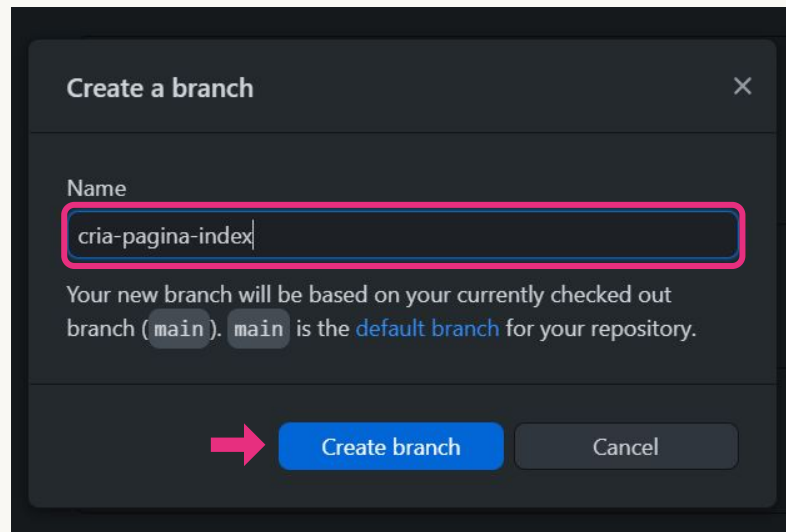 Create a branch
Name
cria-pagina-index
Your new branch will be based on your currently checked out
branch (main). main is the default branch for your repository.
Create branch
Cancel